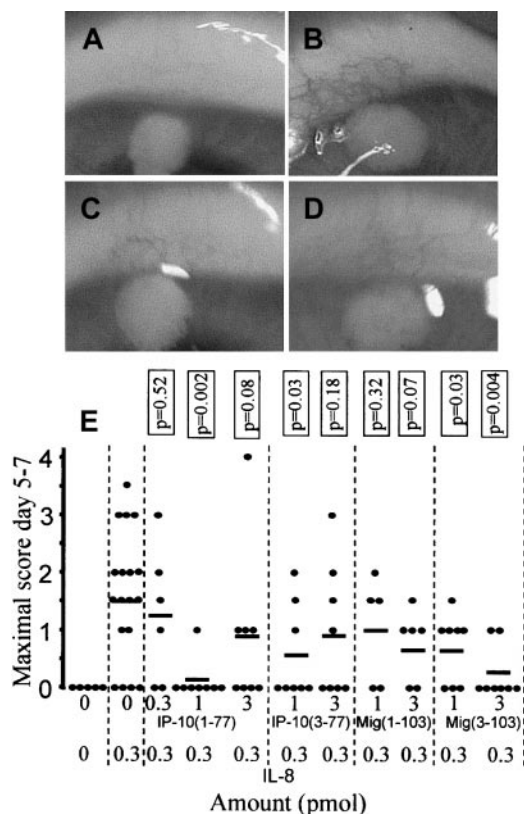 A
B
C
D
E
p=0.52
p=0.002
p=0.08
p=0.03
p=0.18
p=0.32
p=0.07
p=0.03
p=0.004
Maximal score day 5-7
4
3
2
1
0
0 0 0.3 1 3 1 3 1 3 1 3
IP-10(1-77) IP-10(3-77) Mig(1-103) Mig(3-103)
0 0.3 0.3 0.3 0.3 0.3 0.3 0.3 0.3 0.3 0.3
IL-8
Amount (pmol)